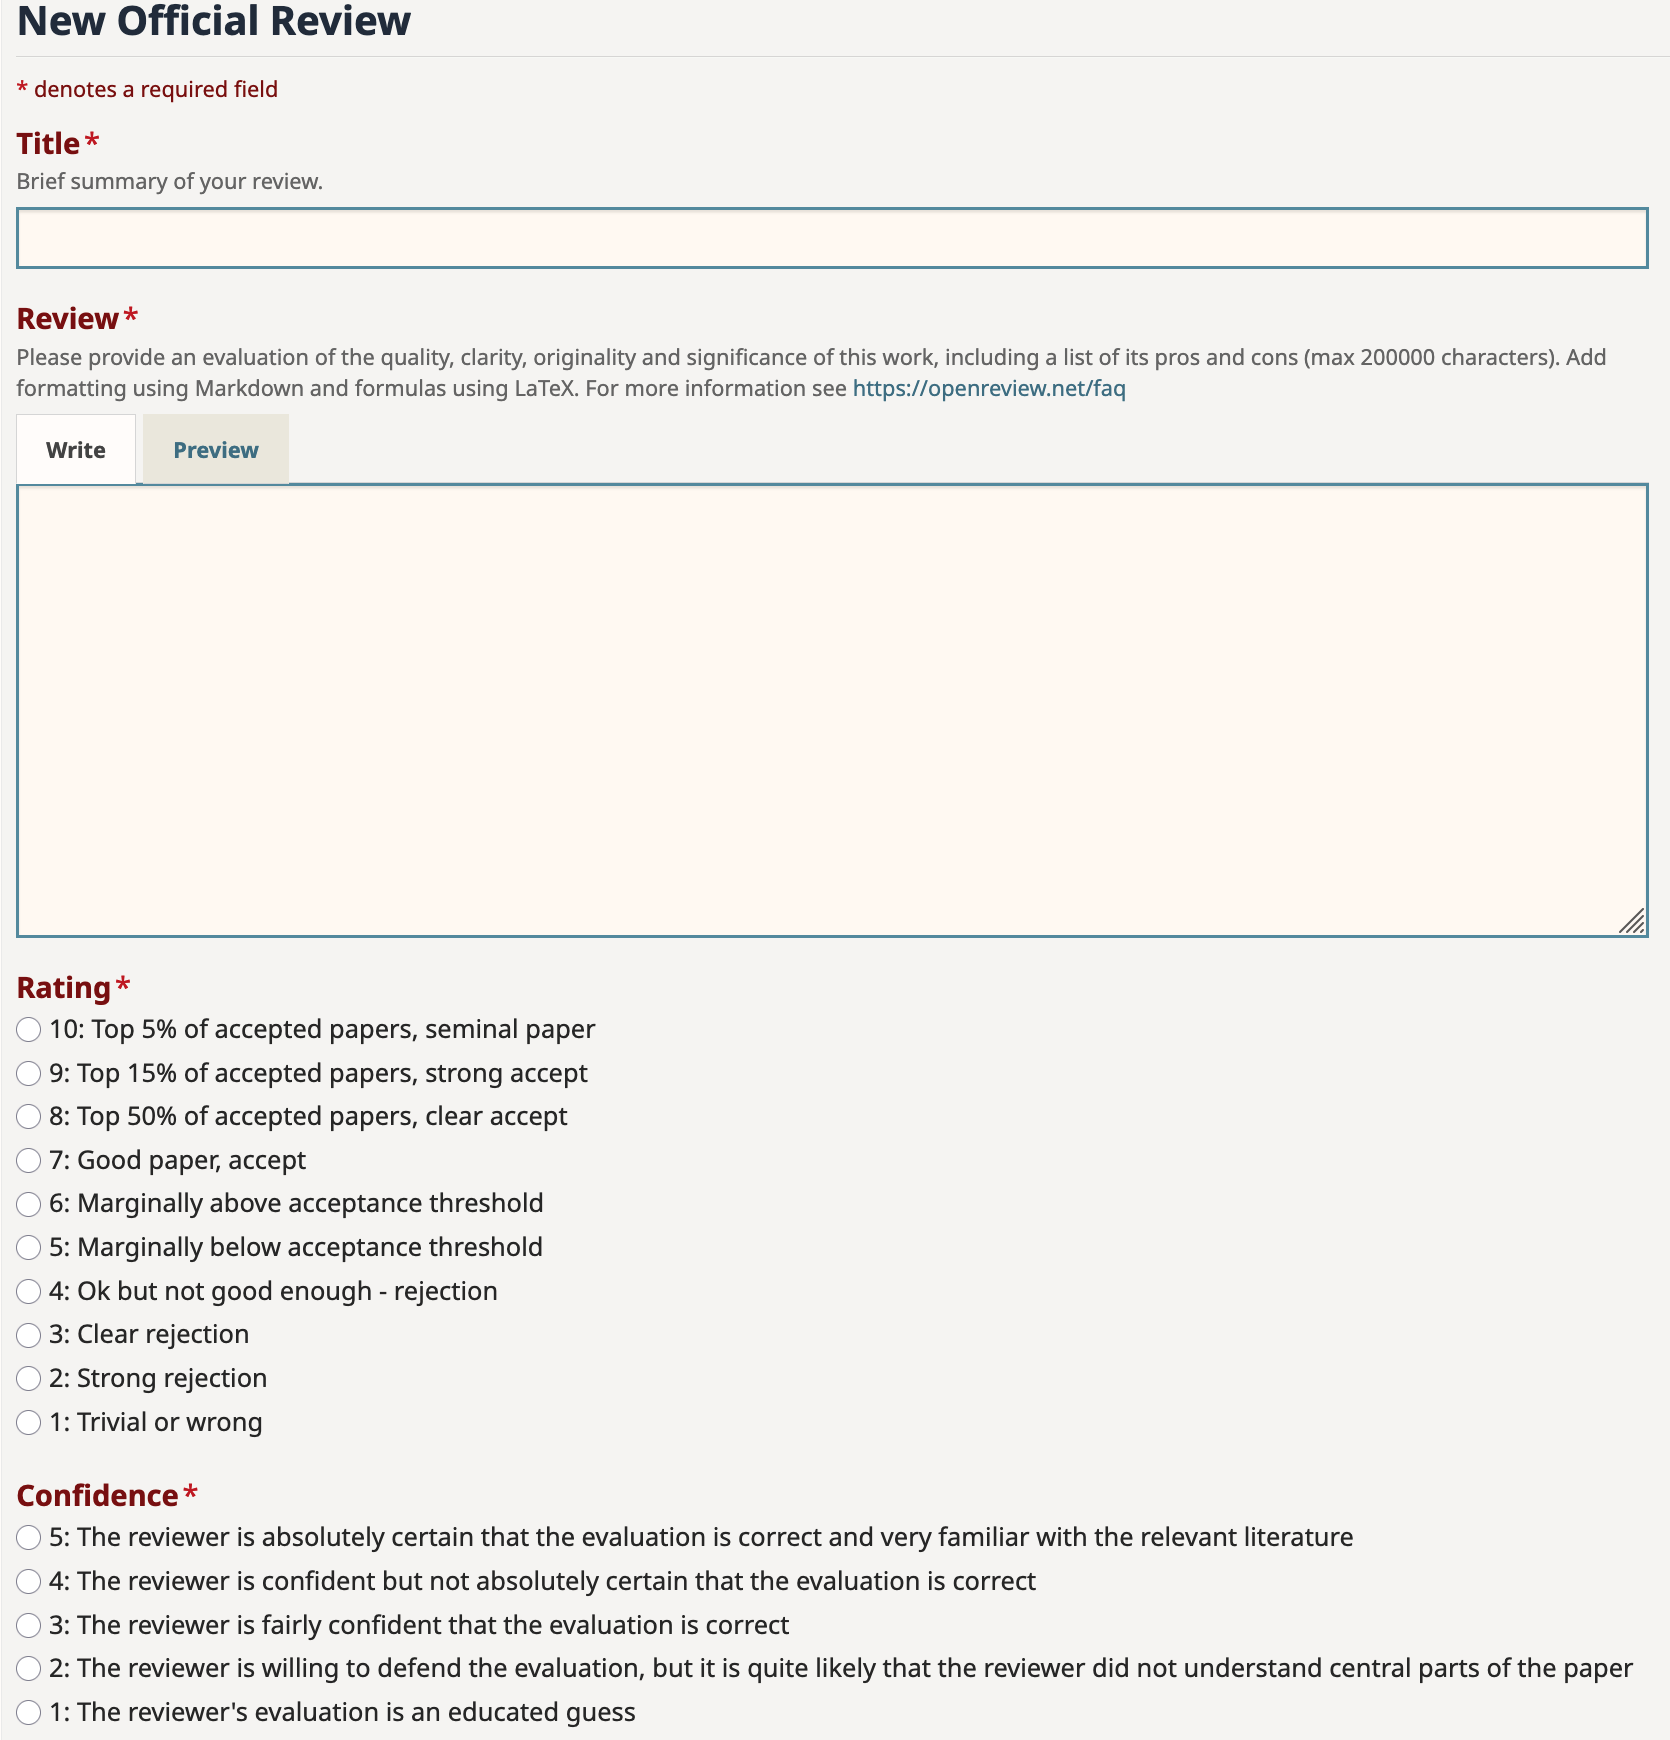 New Official Review
* denotes a required field
Title *
Brief summary of your review.
Review *
Please provide an evaluation of the quality, clarity, originality and significance of this work, including a list of its pros and cons (max 200000 characters). Add
formatting using Markdown and formulas using LaTeX. For more information see https://openreview.net/faq
Write Preview
Rating *
10: Top 5% of accepted papers, seminal paper
9: Top 15% of accepted papers, strong accept
8: Top 50% of accepted papers, clear accept
7: Good paper, accept
6: Marginally above acceptance threshold
5: Marginally below acceptance threshold
4: Ok but not good enough - rejection
3: Clear rejection
2: Strong rejection
1: Trivial or wrong
Confidence *
5: The reviewer is absolutely certain that the evaluation is correct and very familiar with the relevant literature
4: The reviewer is confident but not absolutely certain that the evaluation is correct
3: The reviewer is fairly confident that the evaluation is correct
2: The reviewer is willing to defend the evaluation, but it is quite likely that the reviewer did not understand central parts of the paper
1: The reviewer's evaluation is an educated guess